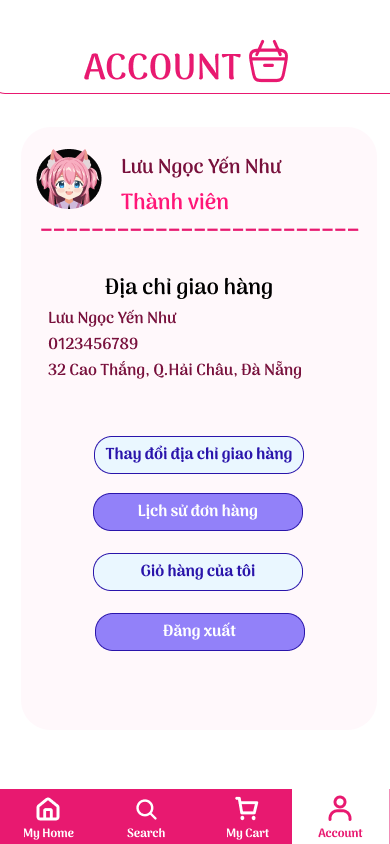 ACCOUNT
Lưu Ngọc Yến Như
Thành viên
Địa chỉ giao hàng
Lưu Ngọc Yến Như
0123456789
32 Cao Thắng, Q.Hải Châu, Đà Nẵng
Thay đổi địa chỉ giao hàng
Lịch sử đơn hàng
Giỏ hàng của tôi
Đăng xuất
My Home Search My Cart Account